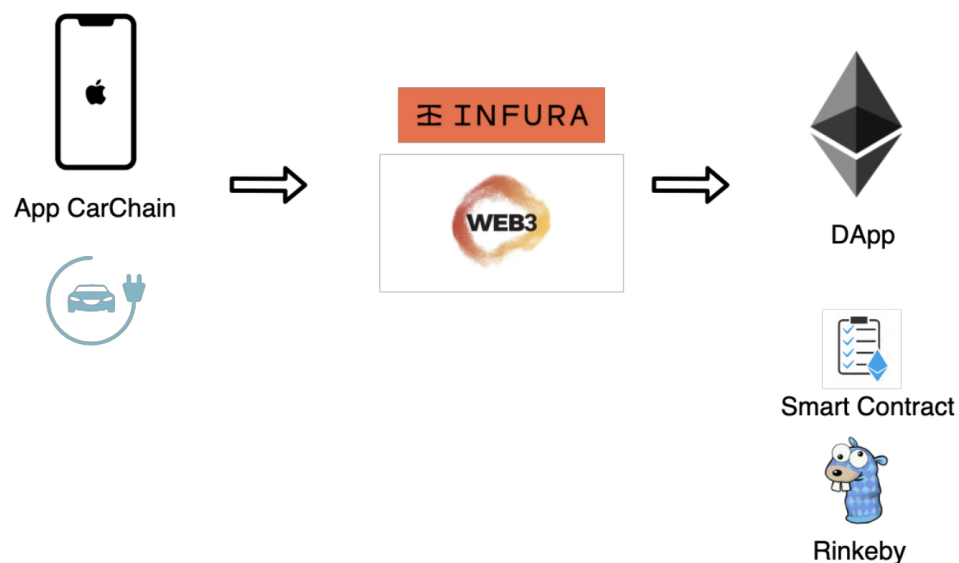 App CarChain
INFURA
WEB3
DApp
Smart Contract
Rinkeby